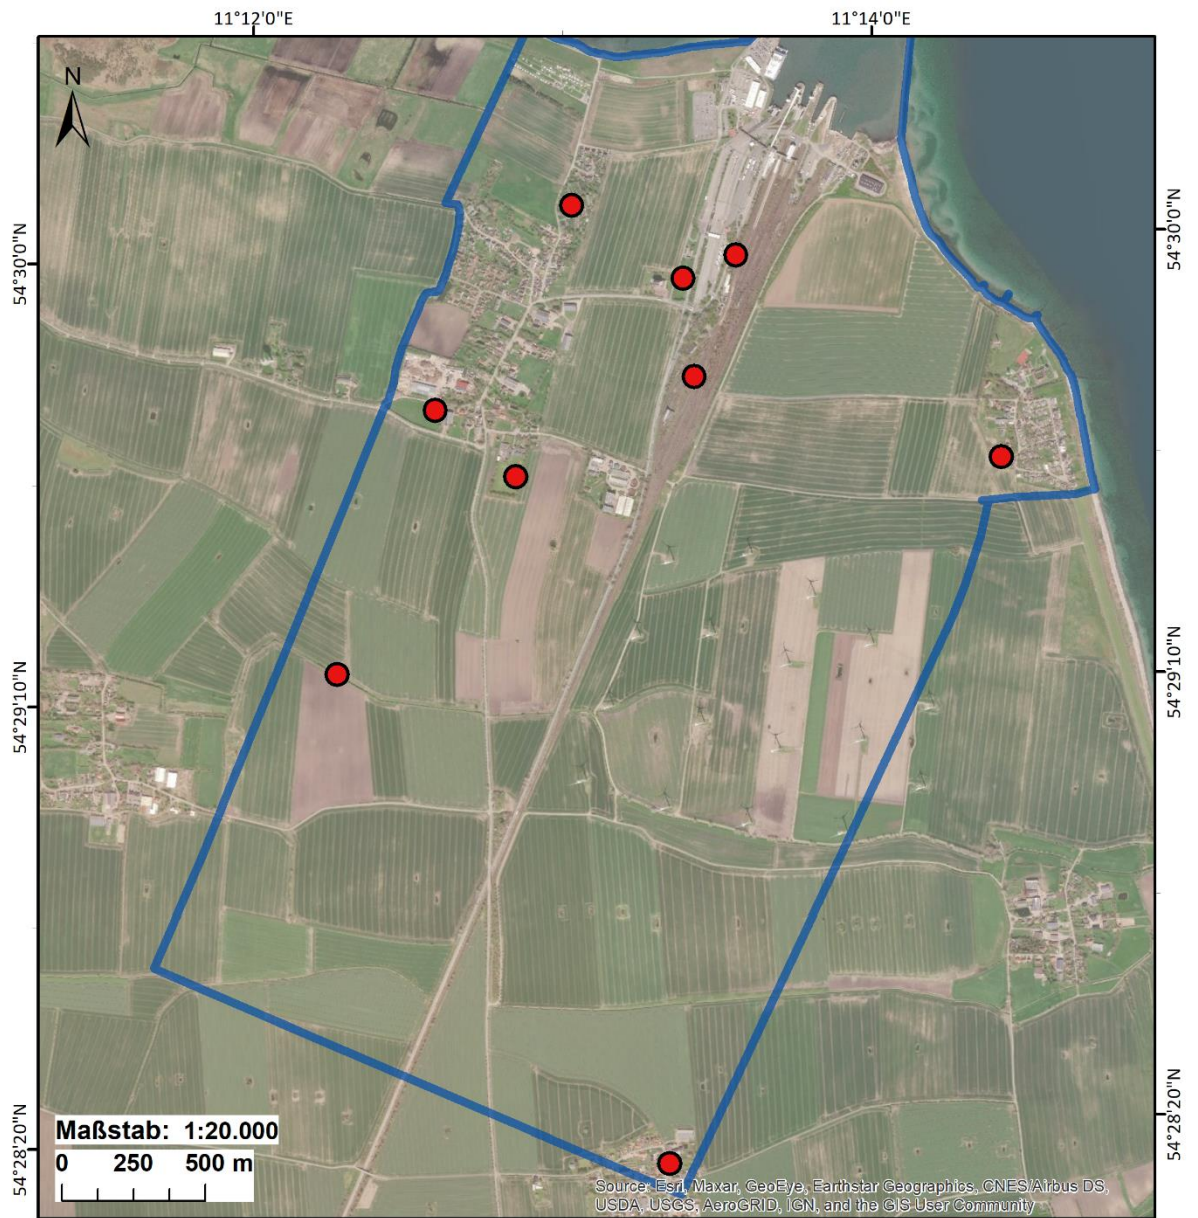 11°12'0"E
11°14'0"E
N
54°30'0"N
54°30'0"N
54°29'10"N
54°29'10"N
54°28'20"N
54°28'20"N
Maßstab: 1:20.000
0 250 500 m
Source: Esri, Maxar, GeoEye, Earthstar Geographics, CNES/Airbus DS,
USDA, USGS, AeroGRID, IGN, and the GIS User Community